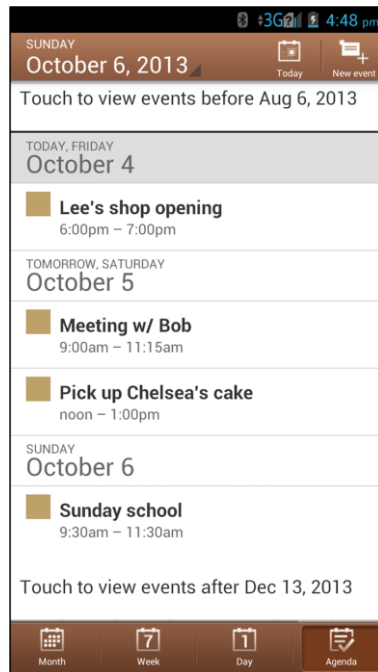 3G 4:48 pm
SUNDAY
October 6, 2013
Today
New event
Touch to view events before Aug 6, 2013
TODAY, FRIDAY
October 4
Lee's shop opening
6:00pm – 7:00pm
TOMORROW, SATURDAY
October 5
Meeting w/ Bob
9:00am – 11:15am
Pick up Chelsea's cake
noon – 1:00pm
SUNDAY
October 6
Sunday school
9:30am – 11:30am
Touch to view events after Dec 13, 2013
7
1
Month
Week
Day
Agenda